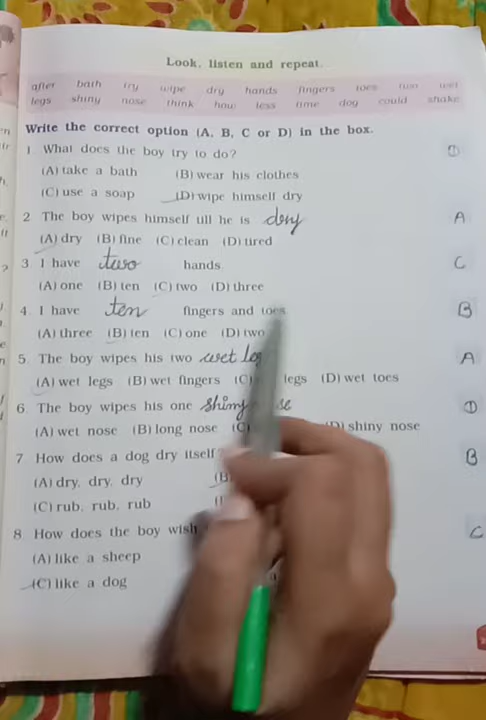 Look, listen and repeat.
after bath try wipe dry hands fingers toes two wet
legs shiny nose think how less time dog could shake
Write the correct option (A, B, C or D) in the box.
1 What does the boy try to do? D
(A) take a bath (B) wear his clothes
(C) use a soap (D) wipe himself dry
2 The boy wipes himself till he is dry A
(A) dry (B) fine (C) clean (D) tired
3 I have two hands C
(A) one (B) ten (C) two (D) three
4 I have ten fingers and toes B
(A) three (B) ten (C) one (D) two
5 The boy wipes his two wet leg A
(A) wet legs (B) wet fingers (C) legs (D) wet toes
6 The boy wipes his one shiny se D
(A) wet nose (B) long nose (C) (D) shiny nose
7 How does a dog dry itself? B
(A) dry, dry, dry (B)
(C) rub, rub, rub
8 How does the boy wish C
(A) like a sheep
(C) like a dog